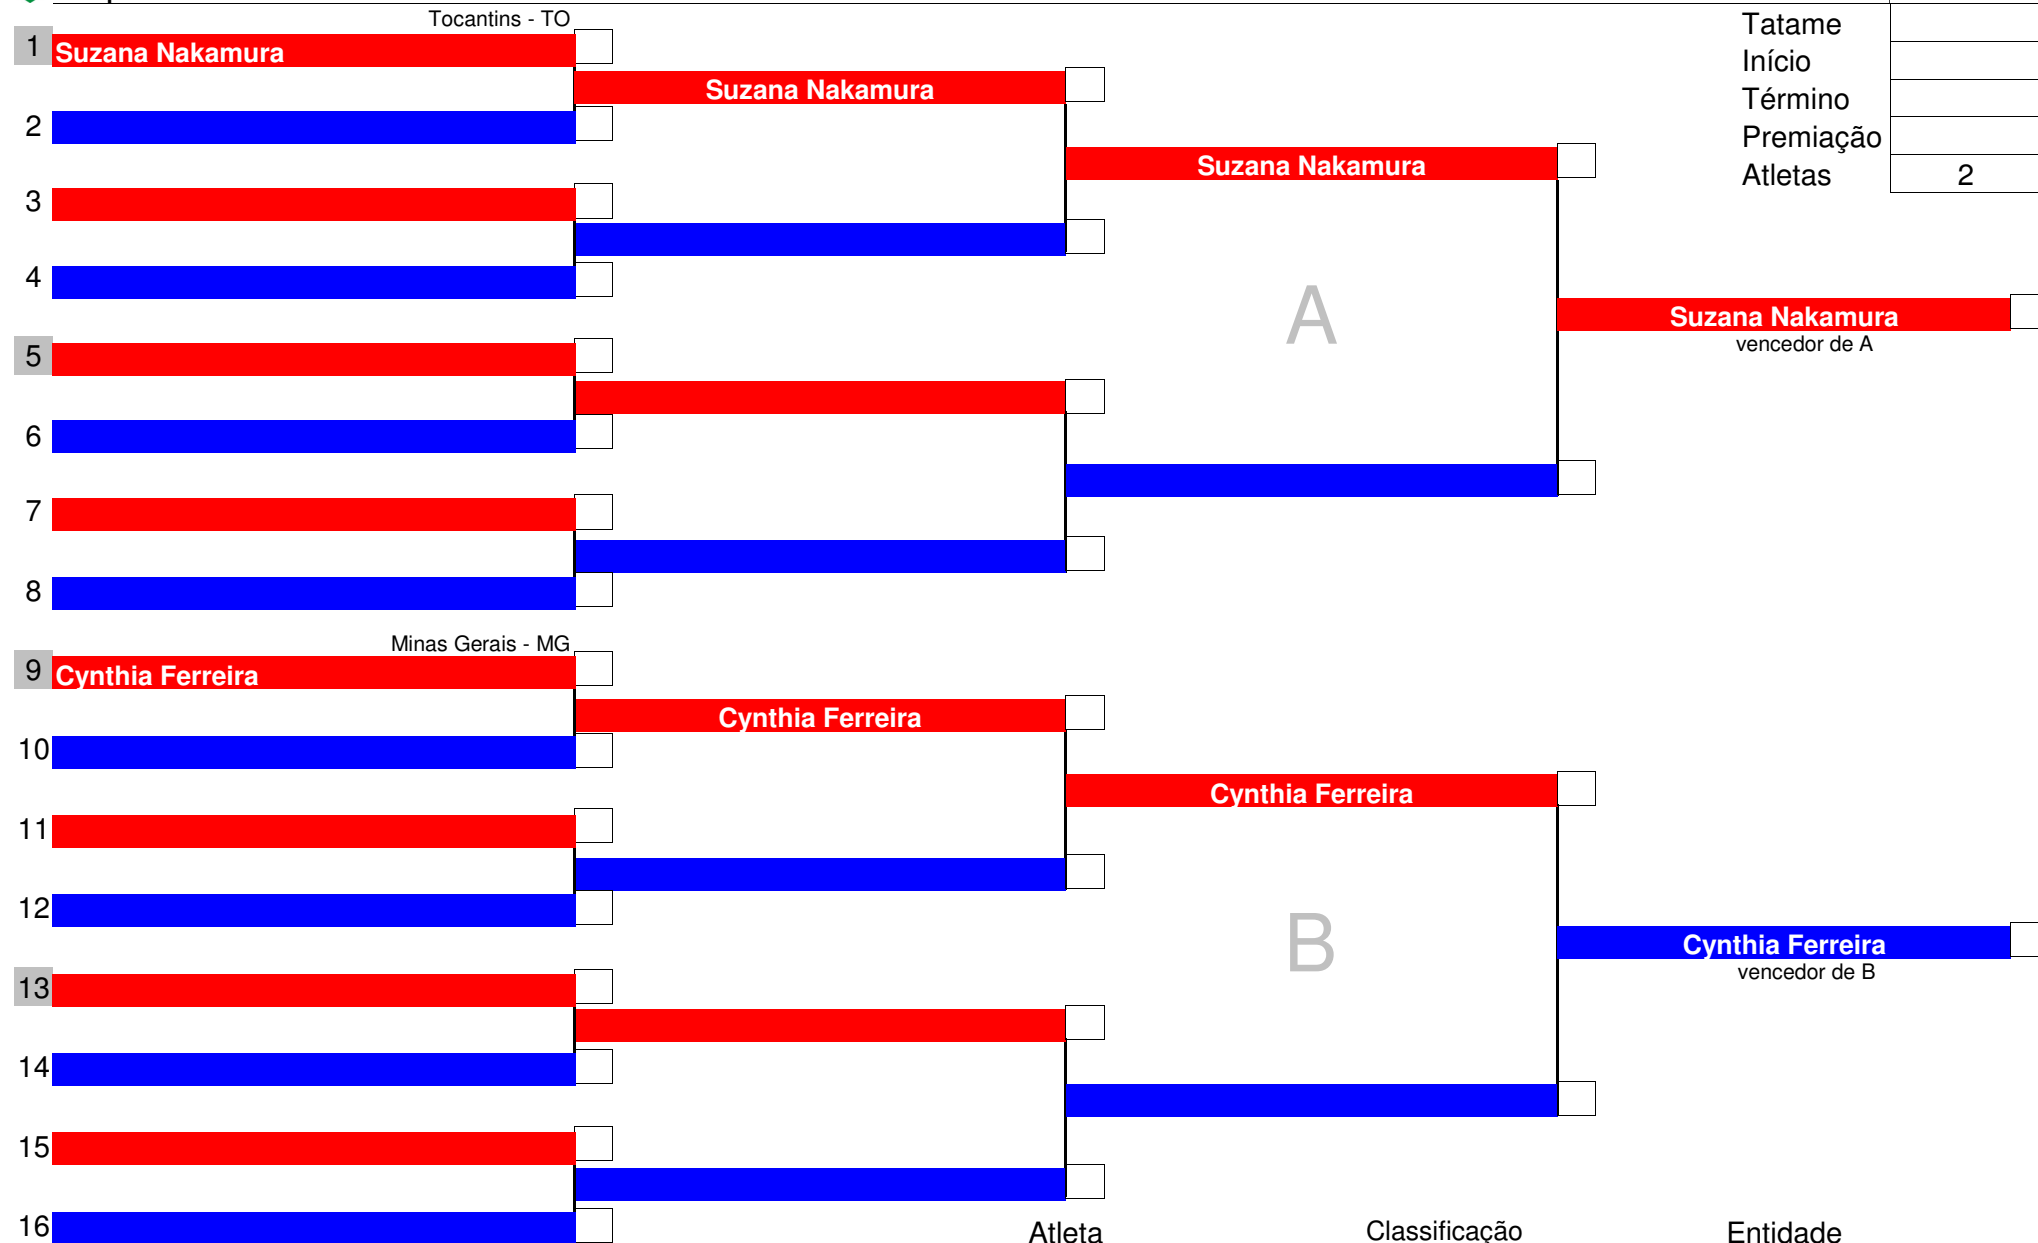 Tocantins - TO
1 Suzana Nakamura
Suzana Nakamura
2
Suzana Nakamura
3
4
A
Suzana Nakamura
vencedor de A
5
6
7
8
Minas Gerais - MG
9 Cynthia Ferreira
Cynthia Ferreira
10
Cynthia Ferreira
11
12
B
Cynthia Ferreira
vencedor de B
13
14
15
16
Tatame
Início
Término
Premiação
Atletas 2
Atleta Classificação Entidade